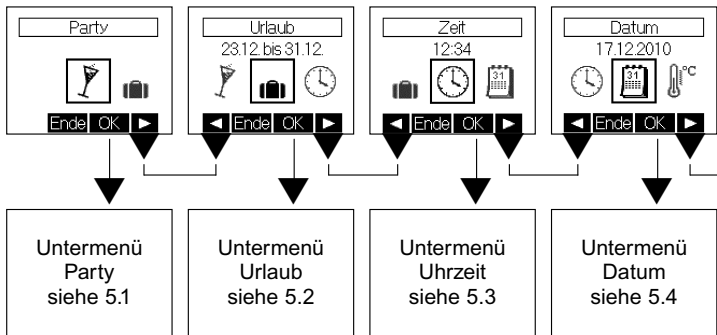 Party
Ende OK
Urlaub
23.12. bis 31.12.
Ende OK
Zeit
12:34
31
Ende OK
Datum
17.12.2010
31
°C
Ende OK
Untermenü
Party
siehe 5.1
Untermenü
Urlaub
siehe 5.2
Untermenü
Uhrzeit
siehe 5.3
Untermenü
Datum
siehe 5.4